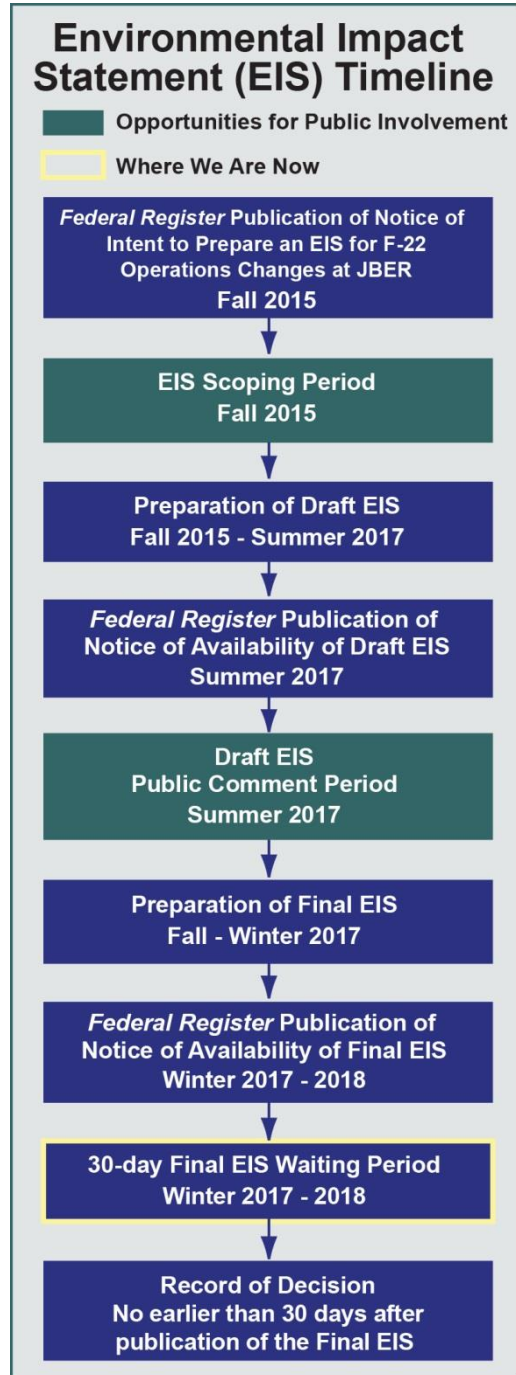 Environmental Impact
Statement (EIS) Timeline
Opportunities for Public Involvement
Where We Are Now
Federal Register Publication of Notice of
Intent to Prepare an EIS for F-22
Operations Changes at JBER
Fall 2015
EIS Scoping Period
Fall 2015
Preparation of Draft EIS
Fall 2015 - Summer 2017
Federal Register Publication of
Notice of Availability of Draft EIS
Summer 2017
Draft EIS
Public Comment Period
Summer 2017
Preparation of Final EIS
Fall - Winter 2017
Federal Register Publication of
Notice of Availability of Final EIS
Winter 2017 - 2018
30-day Final EIS Waiting Period
Winter 2017 - 2018
Record of Decision
No earlier than 30 days after
publication of the Final EIS